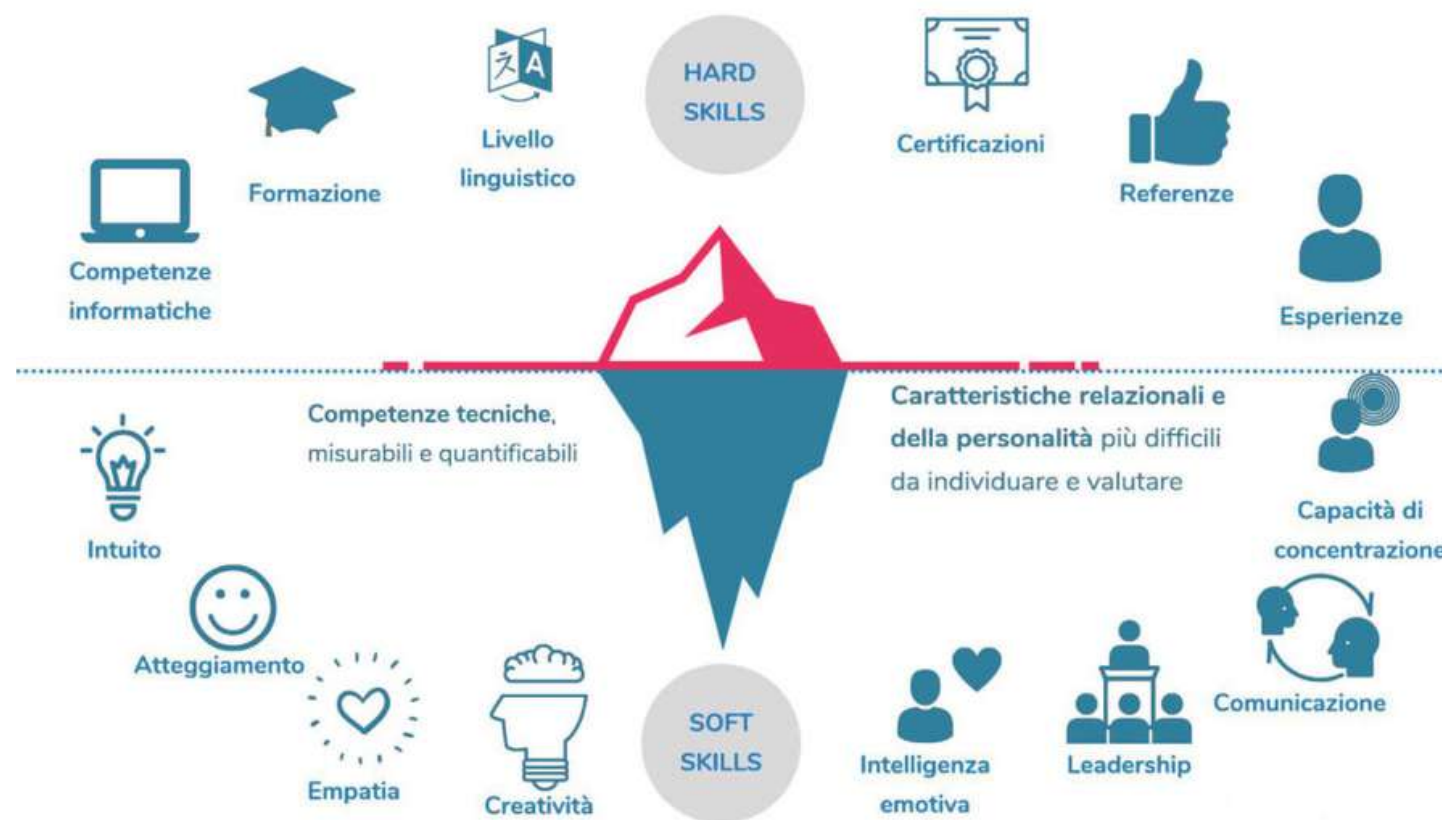 HARD
SKILLS
Livello
linguistico
Formazione
Competenze
informatiche
A
Certificazioni
Referenze
Esperienze
Competenze tecniche,
misurabili e quantificabili
Caratteristiche relazionali e
della personalità più difficili
da individuare e valutare
Intuito
Atteggiamento
Empatia
Creatività
SOFT
SKILLS
Intelligenza
emotiva
Leadership
Comunicazione
Capacità di
concentrazione